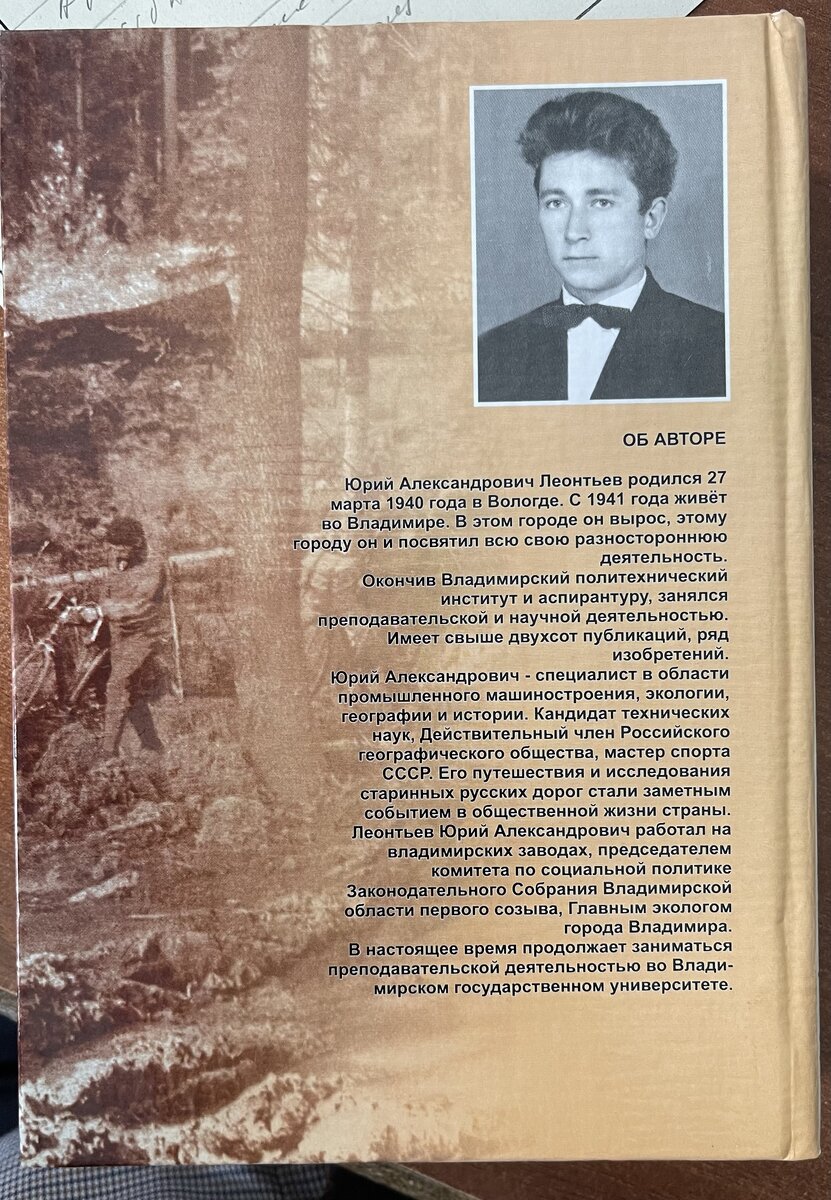 ОБ АВТОРЕ
Юрий Александрович Леонтьев родился 27
марта 1940 года в Вологде. С 1941 года живёт
во Владимире. В этом городе он вырос, этому
городу он и посвятил всю свою разностороннюю
деятельность.
Окончив Владимирский политехнический
институт и аспирантуру, занялся
преподавательской и научной деятельностью.
Имеет свыше двухсот публикаций, ряд
изобретений.
Юрий Александрович - специалист в области
промышленного машиностроения, экологии,
географии и истории. Кандидат технических
наук, Действительный член Российского
географического общества, мастер спорта
СССР. Его путешествия и исследования
старинных русских дорог стали заметным
событием в общественной жизни страны.
Леонтьев Юрий Александрович работал на
владимирских заводах, председателем
комитета по социальной политике
Законодательного Собрания Владимирской
области первого созыва, Главным экологом
города Владимира.
В настоящее время продолжает заниматься
преподавательской деятельностью во Влади-
мирском государственном университете.